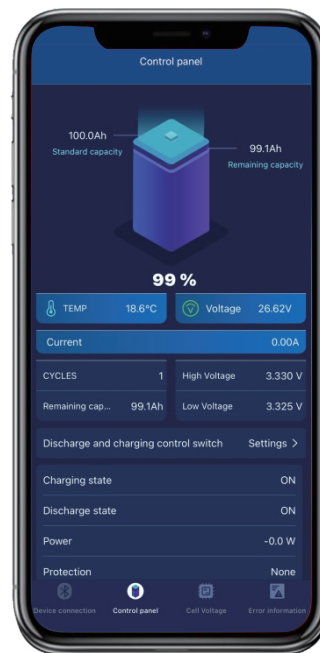 Control panel
100.0Ah
Standard capacity
99.1Ah
Remaining capacity
99 %
TEMP 18.6°C
Voltage 26.62V
Current 0.00A
CYCLES 1
High Voltage 3.330 V
Remaining cap... 99.1Ah
Low Voltage 3.325 V
Discharge and charging control switch Settings >
Charging state ON
Discharge state ON
Power -0.0 W
Protection None
Device connection Control panel Cell Voltage Error information